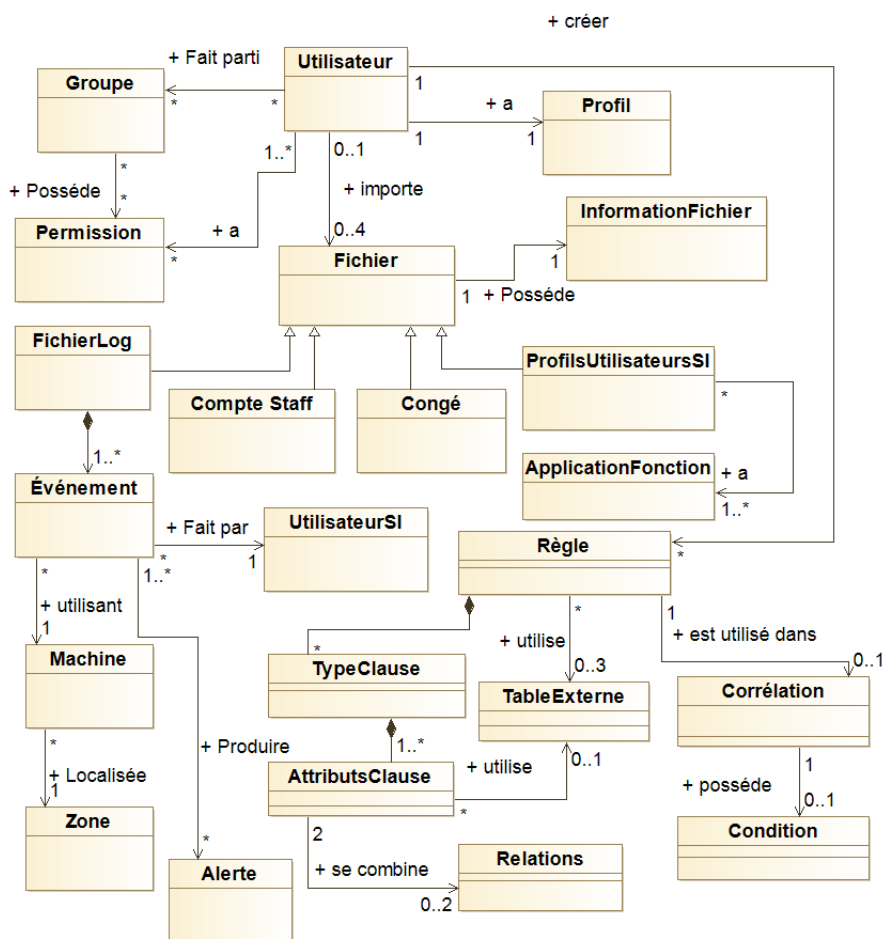 + créer
+ Fait parti
Utilisateur
Groupe
1
+ a
Profil
*
*
1
1
1..*
0..1
*
+ Posséde
*
+ importe
InformationFichier
Permission
+ a
*
0..4
Fichier
1
+ Posséde
1
FichierLog
ProfilsUtilisateursSI
Compte Staff
Congé
*
1..*
ApplicationFonction
+ a
1..*
Événement
+ Fait par
UtilisateurSI
Règle
*
1
*
*
1..*
*
1
+ utilisant
+ est utilisé dans
1
*
+ utilise
0..1
Machine
TypeClause
0..3
TableExterne
Corrélation
*
+ Produire
1..*
+ utilise
0..1
1
+ Localisée
AttributsClause
+ posséde
1
*
0..1
Zone
2
Condition
+ se combine
Relations
*
Alerte
0..2